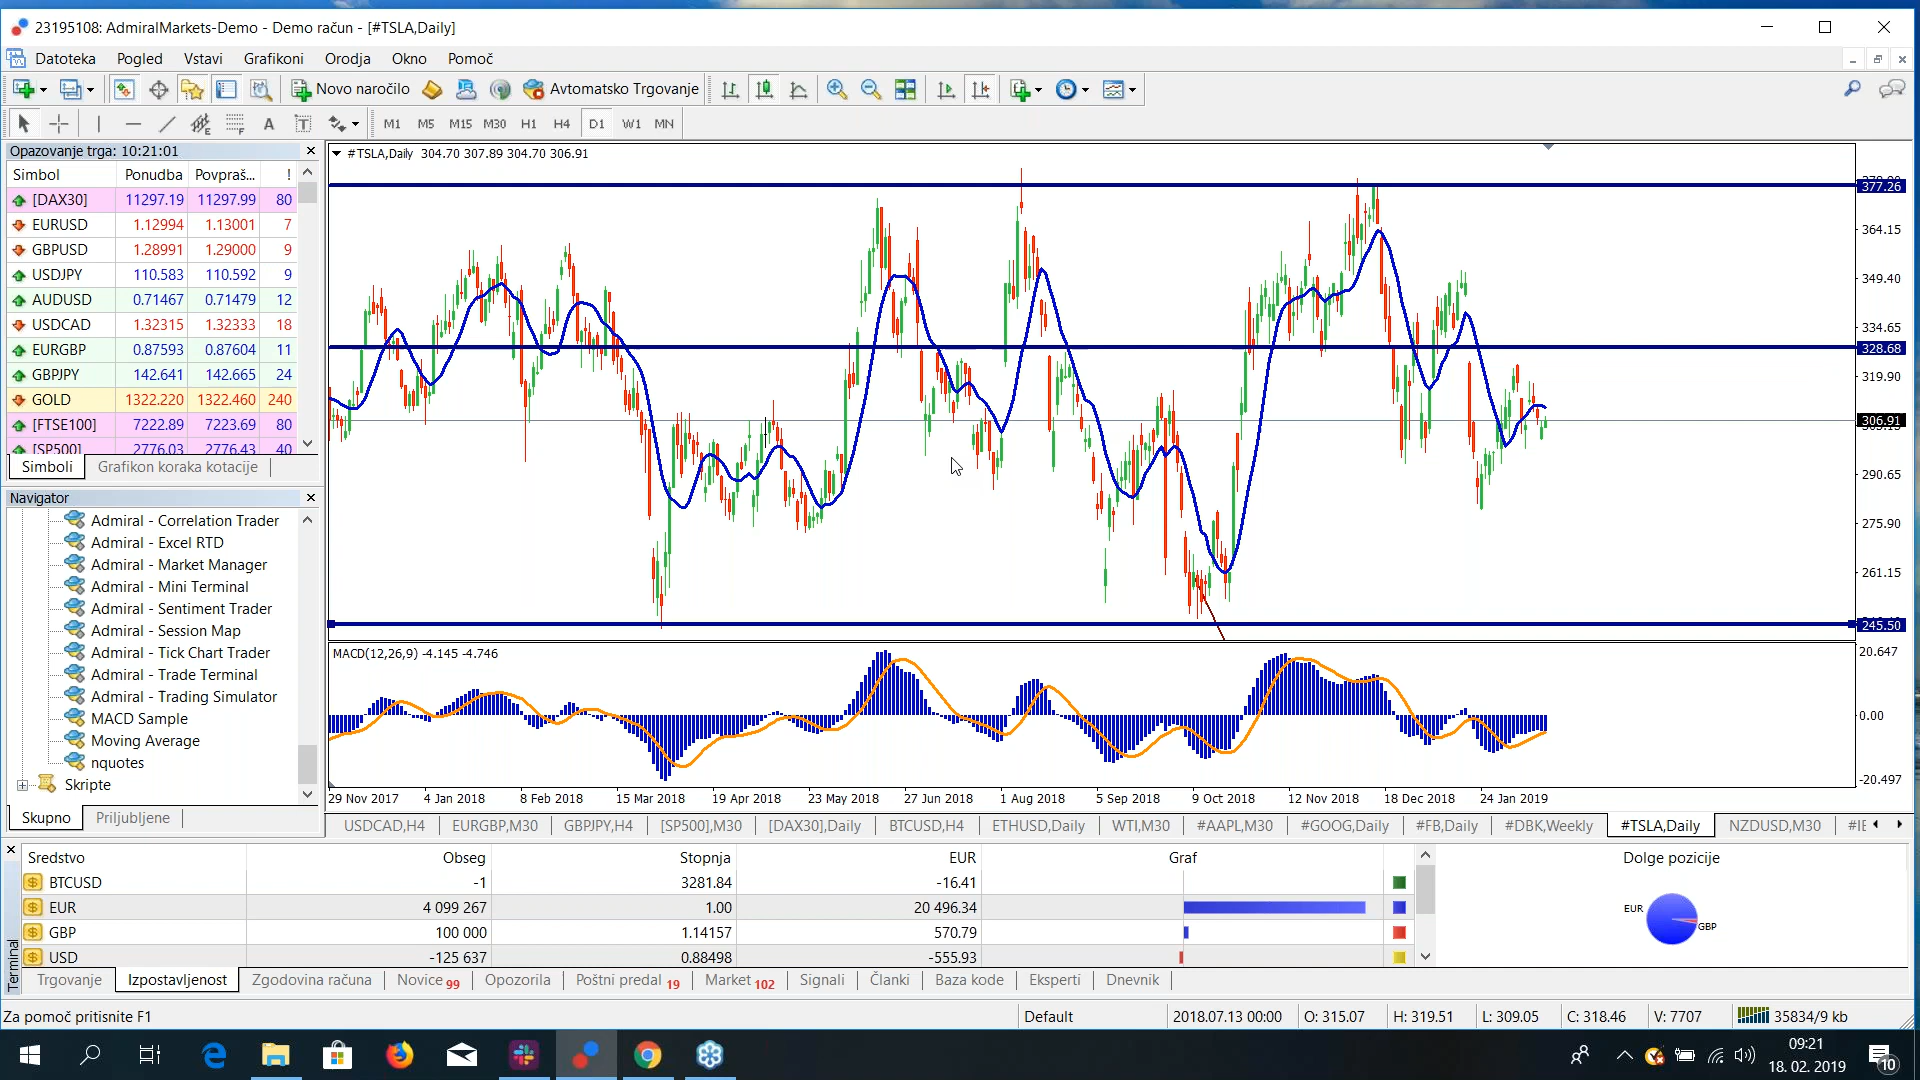 23195108: AdmiralMarkets-Demo - Demo račun - [#TSLA,Daily]
Datoteka Pogled Vstavi Grafikoni Orodja Okno Pomoč
Novo naročilo Avtomatsko Trgovanje
A T M1 M5 M15 M30 H1 H4 D1 W1 MN
Opazovanje trga: 10:21:01
Simbol Ponudba Povpraš... !
[DAX30] 11297.19 11297.99 80
EURUSD 1.12994 1.13001 7
GBPUSD 1.28991 1.29000 9
USDJPY 110.583 110.592 9
AUDUSD 0.71467 0.71479 12
USDCAD 1.32315 1.32333 18
EURGBP 0.87593 0.87604 11
GBPJPY 142.641 142.665 24
GOLD 1322.220 1322.460 240
[FTSE100] 7222.89 7223.69 80
[SP500] 2776.03 2776.43 40
Simboli Grafikon koraka kotacije
Navigator
Admiral - Correlation Trader
Admiral - Excel RTD
Admiral - Market Manager
Admiral - Mini Terminal
Admiral - Sentiment Trader
Admiral - Session Map
Admiral - Tick Chart Trader
Admiral - Trade Terminal
Admiral - Trading Simulator
MACD Sample
Moving Average
nquotes
Skripte
Skupno Priljubljene
#TSLA,Daily 304.70 307.89 304.70 306.91
377.26
364.15
349.40
334.65
328.68
319.90
306.91
290.65
275.90
261.15
245.50
MACD(12,26,9) -4.145 -4.746
20.647
0.00
-20.497
29 Nov 2017 4 Jan 2018 8 Feb 2018 15 Mar 2018 19 Apr 2018 23 May 2018 27 Jun 2018 1 Aug 2018 5 Sep 2018 9 Oct 2018 12 Nov 2018 18 Dec 2018 24 Jan 2019
USDCAD,H4 EURGBP,M30 GBPJPY,H4 [SP500],M30 [DAX30],Daily BTCUSD,H4 ETHUSD,Daily WTI,M30 #AAPL,M30 #GOOG,Daily #FB,Daily #DBK,Weekly #TSLA,Daily NZDUSD,M30
Sredstvo Obseg Stopnja EUR Graf Dolge pozicije
BTCUSD -1 3281.84 -16.41
EUR 4 099 267 1.00 20 496.34
GBP 100 000 1.14157 570.79
USD -125 637 0.88498 -555.93
EUR
GBP
Terminal
Trgovanje Izpostavljenost Zgodovina računa Novice 99 Opozorila Poštni predal 19 Market 102 Signali Članki Baza kode Eksperti Dnevnik
Za pomoč pritisnite F1 Default 2018.07.13 00:00 O: 315.07 H: 319.51 L: 309.05 C: 318.46 V: 7707 35834/9 kb
09:21
18. 02. 2019
10